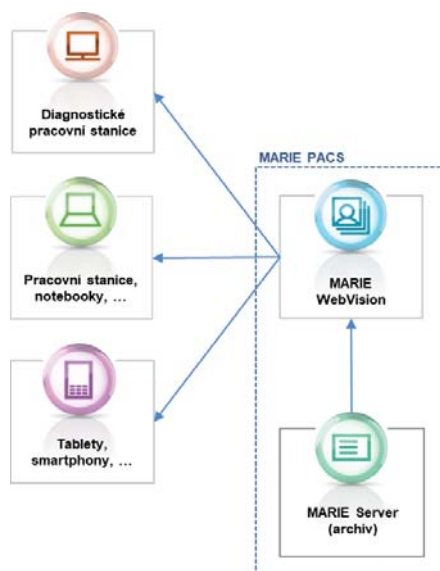 Diagnostické
pracovní stanice
MARIE PACS
Pracovní stanice,
notebooky, ...
MARIE
WebVision
Tablety,
smartphony, ...
MARIE Server
(archiv)